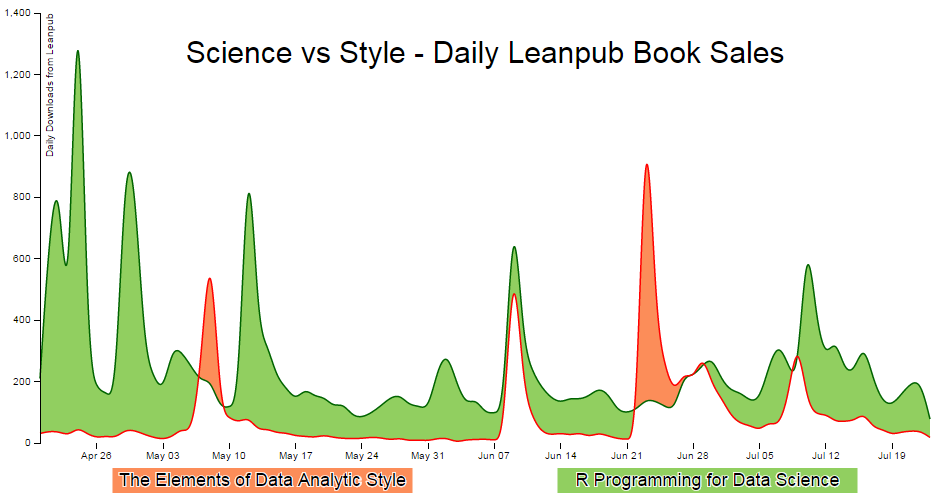 Science vs Style - Daily Leanpub Book Sales
Daily Downloads from Leanpub
1,400
1,200
1,000
800
600
400
200
0
Apr 26 May 03 May 10 May 17 May 24 May 31 Jun 07 Jun 14 Jun 21 Jun 28 Jul 05 Jul 12 Jul 19
The Elements of Data Analytic Style R Programming for Data Science